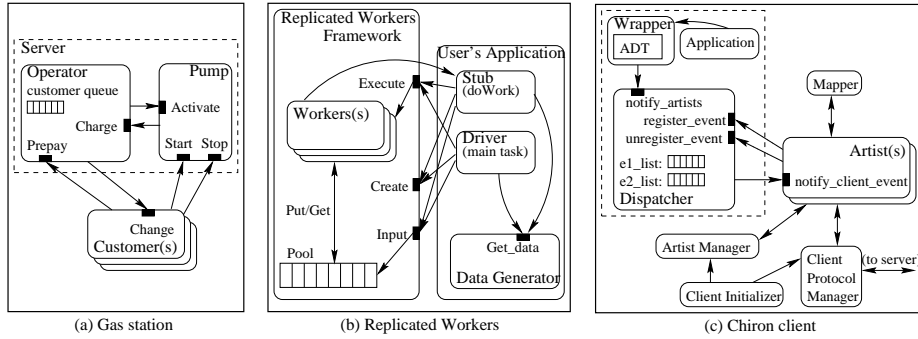 Server
Operator
customer queue
Pump
Activate
Charge
Prepay
Start
Stop
Change
Customer(s)
(a) Gas station
Replicated Workers
Framework
User's Application
Execute
Stub
(doWork)
Workers(s)
Driver
(main task)
Create
Put/Get
Input
Pool
Get_data
Data Generator
(b) Replicated Workers
Wrapper
ADT
Application
Mapper
notify_artists
register_event
unregister_event
Artist(s)
e1_list:
e2_list:
notify_client_event
Dispatcher
Artist Manager
Client
Protocol
Manager
(to server)
Client Initializer
(c) Chiron client